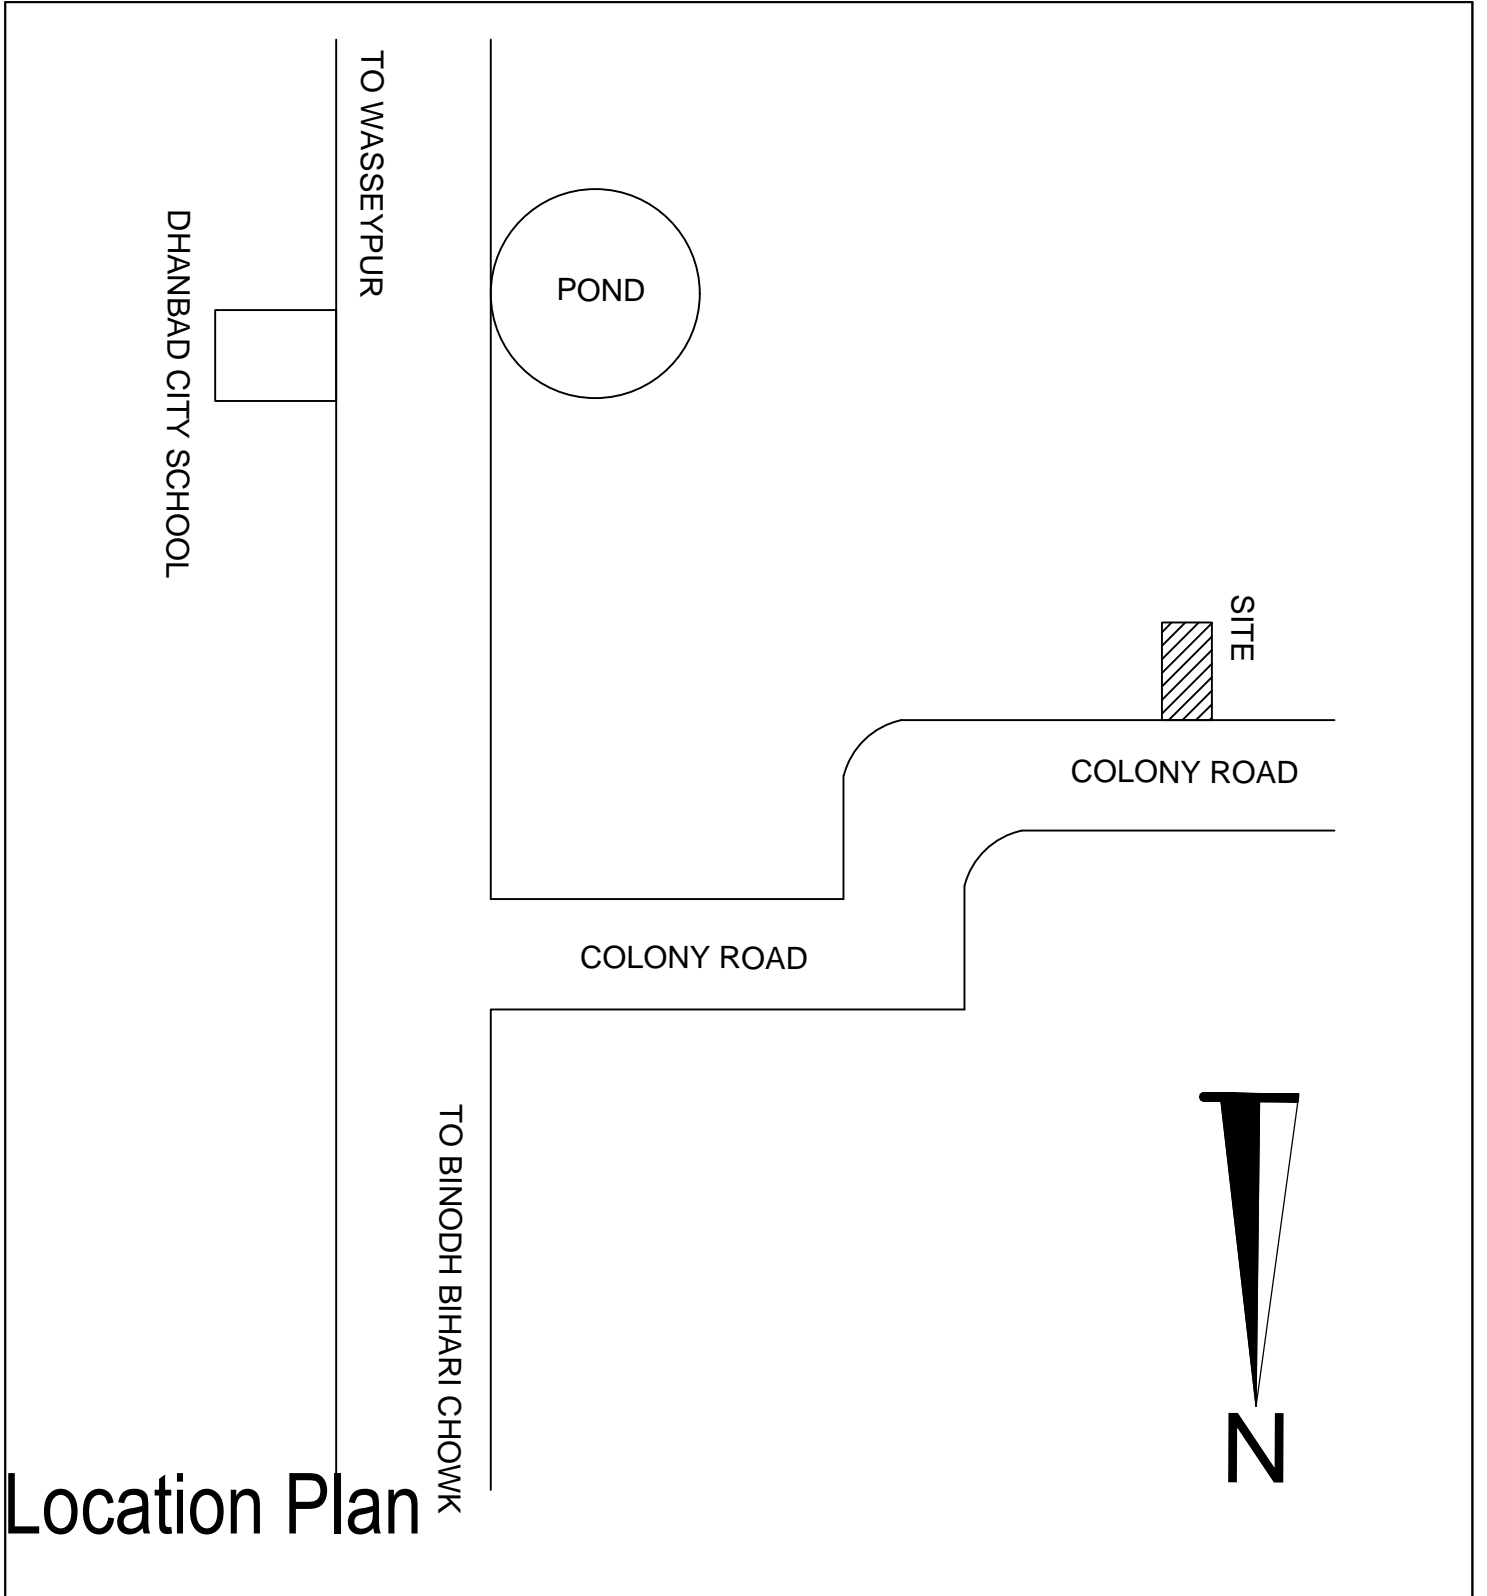 TO WASSEYPUR
DHANBAD CITY SCHOOL
POND
SITE
COLONY ROAD
COLONY ROAD
TO BINODH BIHARI CHOWK
N
Location Plan